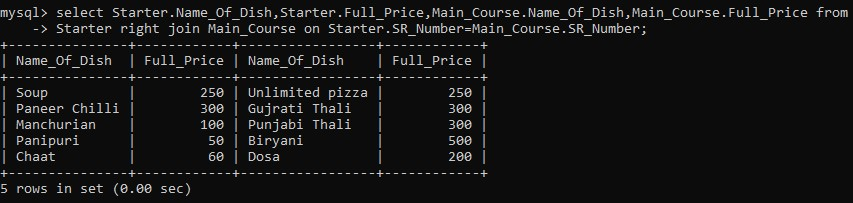 mysql> select Starter.Name_Of_Dish,Starter.Full_Price,Main_Course.Name_Of_Dish,Main_Course.Full_Price from
    -> Starter right join Main_Course on Starter.SR_Number=Main_Course.SR_Number;
+---------------+------------+-----------------+------------+
| Name_Of_Dish  | Full_Price | Name_Of_Dish    | Full_Price |
+---------------+------------+-----------------+------------+
| Soup          |        250 | Unlimited pizza |        250 |
| Paneer Chilli |        300 | Gujrati Thali   |        300 |
| Manchurian    |        100 | Punjabi Thali   |        300 |
| Panipuri      |         50 | Biryani         |        500 |
| Chaat         |         60 | Dosa            |        200 |
+---------------+------------+-----------------+------------+
5 rows in set (0.00 sec)